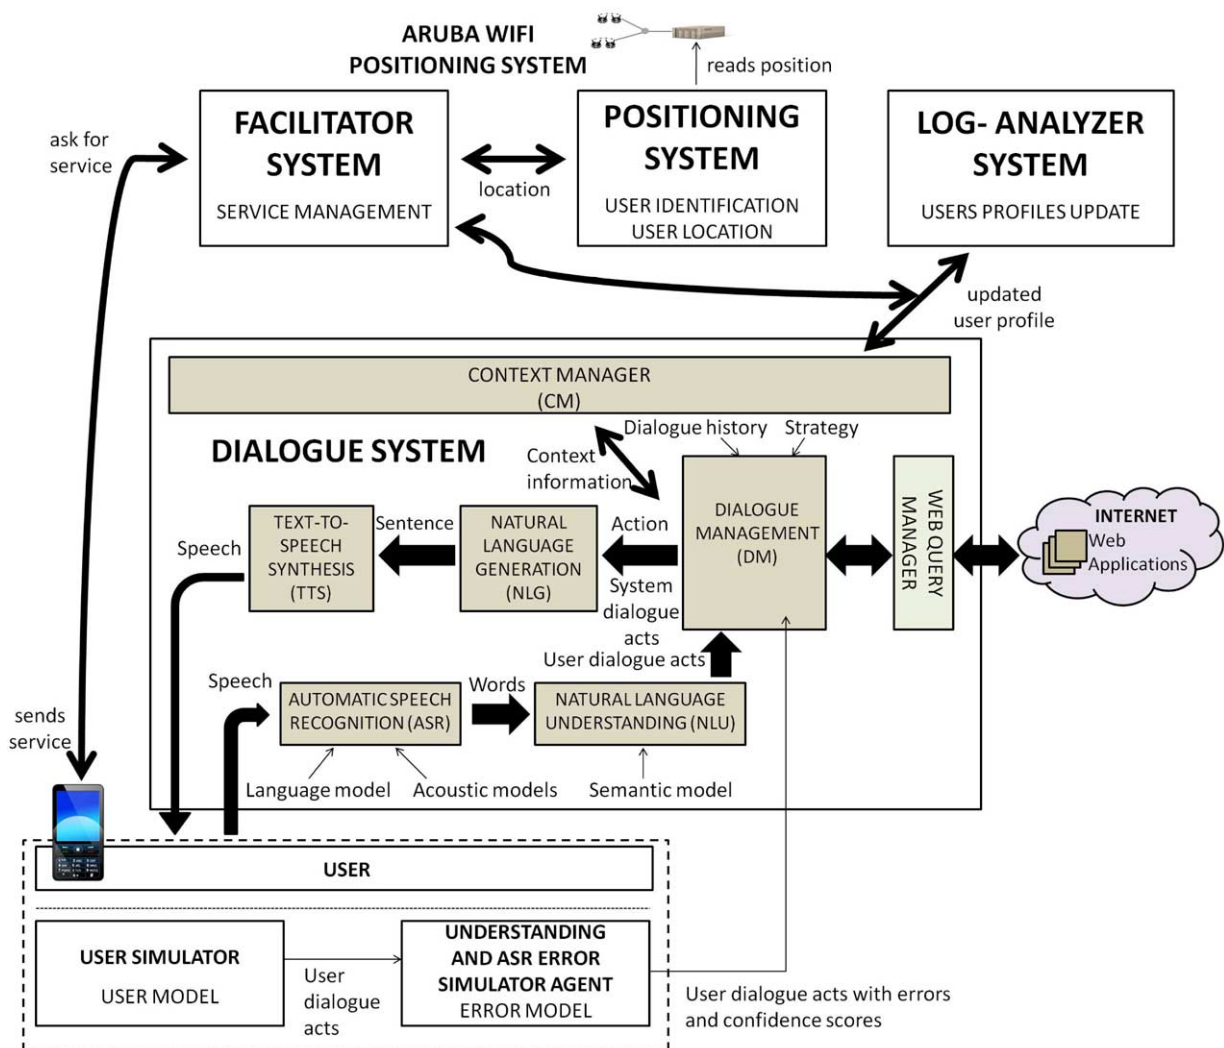 ARUBA WIFI
POSITIONING SYSTEM
reads position
ask for
service
FACILITATOR
SYSTEM
SERVICE MANAGEMENT
location
POSITIONING
SYSTEM
USER IDENTIFICATION
USER LOCATION
LOG- ANALYZER
SYSTEM
USERS PROFILES UPDATE
updated
user profile
CONTEXT MANAGER
(CM)
DIALOGUE SYSTEM
Context
information
Dialogue history
Strategy
Speech
TEXT-TO-
SPEECH
SYNTHESIS
(TTS)
Sentence
NATURAL
LANGUAGE
GENERATION
(NLG)
Action
System
dialogue
acts
DIALOGUE
MANAGEMENT
(DM)
WEB QUERY
MANAGER
INTERNET
Web
Applications
User dialogue acts
Speech
AUTOMATIC SPEECH
RECOGNITION (ASR)
Words
NATURAL LANGUAGE
UNDERSTANDING (NLU)
Language model
Acoustic models
Semantic model
sends
service
USER
USER SIMULATOR
USER MODEL
User
dialogue
acts
UNDERSTANDING
AND ASR ERROR
SIMULATOR AGENT
ERROR MODEL
User dialogue acts with errors
and confidence scores